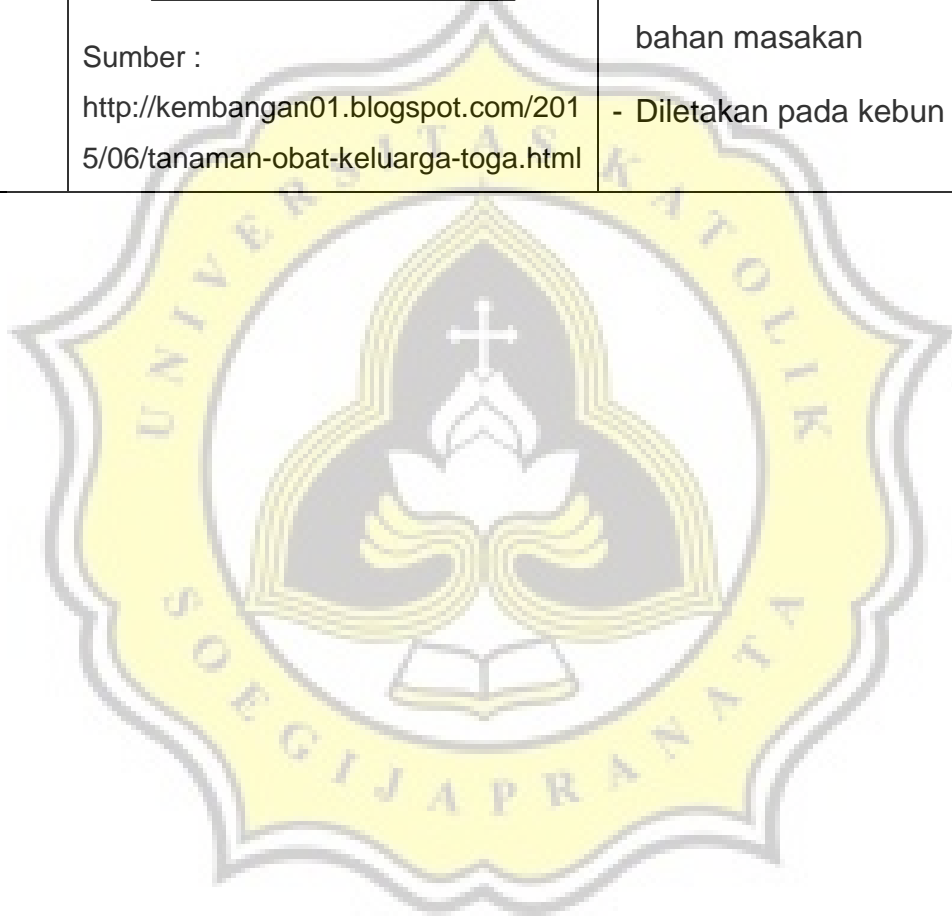 Sumber :
http://kembangan01.blogspot.com/201
5/06/tanaman-obat-keluarga-toga.html
bahan masakan
- Diletakan pada kebun
UNIVERSITAS KATOLIK
SOEGIJAPRANATA